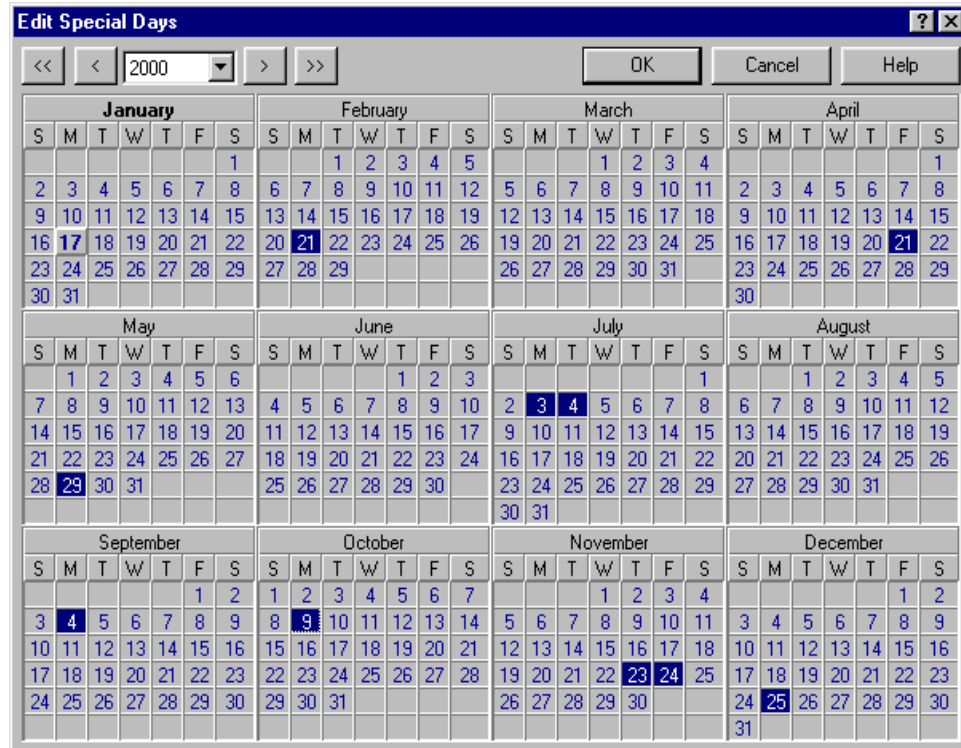 Edit Special Days ? ×
<< < 2000 > >> OK Cancel Help
January February March April
S M T W T F S S M T W T F S S M T W T F S S M T W T F S
1 1 2 3 4 5 1 2 3 4 1
2 3 4 5 6 7 8 6 7 8 9 10 11 12 5 6 7 8 9 10 11 2 3 4 5 6 7 8
9 10 11 12 13 14 15 13 14 15 16 17 18 19 12 13 14 15 16 17 18 9 10 11 12 13 14 15
16 17 18 19 20 21 22 20 21 22 23 24 25 26 19 20 21 22 23 24 25 16 17 18 19 20 21 22
23 24 25 26 27 28 29 27 28 29 26 27 28 29 30 31 23 24 25 26 27 28 29
30 31 30
May June July August
S M T W T F S S M T W T F S S M T W T F S S M T W T F S
1 2 3 4 5 6 1 2 3 1 1 2 3 4 5
7 8 9 10 11 12 13 4 5 6 7 8 9 10 2 3 4 5 6 7 8 6 7 8 9 10 11 12
14 15 16 17 18 19 20 11 12 13 14 15 16 17 9 10 11 12 13 14 15 13 14 15 16 17 18 19
21 22 23 24 25 26 27 18 19 20 21 22 23 24 16 17 18 19 20 21 22 20 21 22 23 24 25 26
28 29 30 31 25 26 27 28 29 30 23 24 25 26 27 28 29 27 28 29 30 31
30 31
September October November December
S M T W T F S S M T W T F S S M T W T F S S M T W T F S
1 2 1 2 3 4 5 6 7 1 2 3 4 1 2
3 4 5 6 7 8 9 8 9 10 11 12 13 14 5 6 7 8 9 10 11 3 4 5 6 7 8 9
10 11 12 13 14 15 16 15 16 17 18 19 20 21 12 13 14 15 16 17 18 10 11 12 13 14 15 16
17 18 19 20 21 22 23 22 23 24 25 26 27 28 19 20 21 22 23 24 25 17 18 19 20 21 22 23
24 25 26 27 28 29 30 29 30 31 26 27 28 29 30 24 25 26 27 28 29 30
31